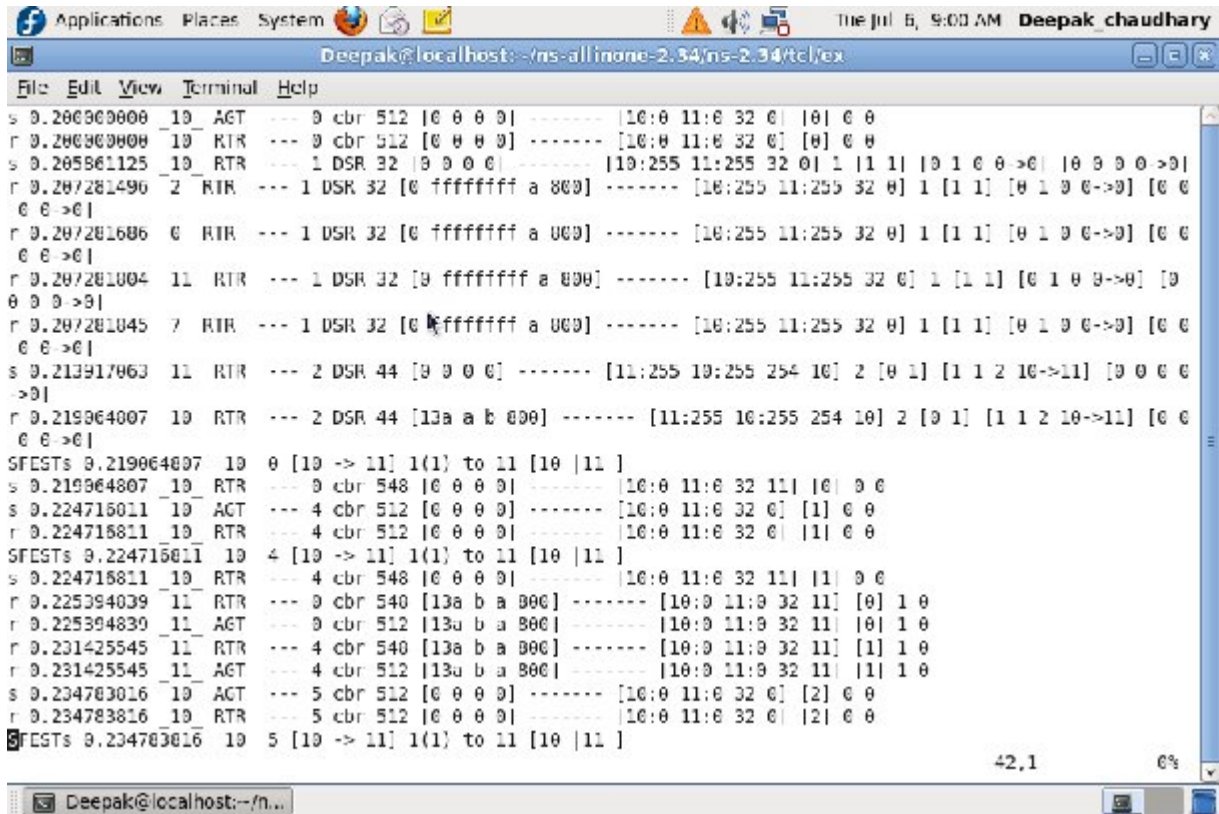 Applications Places System Tue Jul 6, 9:00 AM Deepak_chaudhary
Deepak@localhost:~/ns-allinone-2.34/ns-2.34/tcl/ex
File Edit View Terminal Help
s 0.200000000 _10_ AGT --- 0 cbr 512 [0 0 0 0] ------- [10:0 11:0 32 0] [0] 0 0
r 0.200000000 _10_ RTR --- 0 cbr 512 [0 0 0 0] ------- [10:0 11:0 32 0] [0] 0 0
s 0.205861125 _10_ RTR --- 1 DSR 32 [0 0 0 0] ------- [10:255 11:255 32 0] 1 [1 1] [0 1 0 0->0] [0 0 0 0->0]
r 0.207281496 _2_ RTR --- 1 DSR 32 [0 ffffffff a 800] ------- [10:255 11:255 32 0] 1 [1 1] [0 1 0 0->0] [0 0
0 0->0]
r 0.207281686 _0_ RTR --- 1 DSR 32 [0 ffffffff a 800] ------- [10:255 11:255 32 0] 1 [1 1] [0 1 0 0->0] [0 0
0 0->0]
r 0.207281804 _11_ RTR --- 1 DSR 32 [0 ffffffff a 800] ------- [10:255 11:255 32 0] 1 [1 1] [0 1 0 0->0] [0
0 0 0->0]
r 0.207281845 _7_ RTR --- 1 DSR 32 [0 ffffffff a 800] ------- [10:255 11:255 32 0] 1 [1 1] [0 1 0 0->0] [0 0
0 0->0]
s 0.213917063 _11_ RTR --- 2 DSR 44 [0 0 0 0] ------- [11:255 10:255 254 10] 2 [0 1] [1 1 2 10->11] [0 0 0 0
->0]
r 0.219064807 _10_ RTR --- 2 DSR 44 [13a a b 800] ------- [11:255 10:255 254 10] 2 [0 1] [1 1 2 10->11] [0 0
0 0->0]
SFESTs 0.219064807 _10_ 0 [10 -> 11] 1(1) to 11 [10 |11 ]
s 0.219064807 _10_ RTR --- 0 cbr 548 [0 0 0 0] ------- [10:0 11:0 32 11] [0] 0 0
s 0.224716811 _10_ AGT --- 4 cbr 512 [0 0 0 0] ------- [10:0 11:0 32 0] [1] 0 0
r 0.224716811 _10_ RTR --- 4 cbr 512 [0 0 0 0] ------- [10:0 11:0 32 0] [1] 0 0
SFESTs 0.224716811 _10_ 4 [10 -> 11] 1(1) to 11 [10 |11 ]
s 0.224716811 _10_ RTR --- 4 cbr 548 [0 0 0 0] ------- [10:0 11:0 32 11] [1] 0 0
r 0.225394839 _11_ RTR --- 0 cbr 548 [13a b a 800] ------- [10:0 11:0 32 11] [0] 1 0
r 0.225394839 _11_ AGT --- 0 cbr 512 [13a b a 800] ------- [10:0 11:0 32 11] [0] 1 0
r 0.231425545 _11_ RTR --- 4 cbr 548 [13a b a 800] ------- [10:0 11:0 32 11] [1] 1 0
r 0.231425545 _11_ AGT --- 4 cbr 512 [13a b a 800] ------- [10:0 11:0 32 11] [1] 1 0
s 0.234783816 _10_ AGT --- 5 cbr 512 [0 0 0 0] ------- [10:0 11:0 32 0] [2] 0 0
r 0.234783816 _10_ RTR --- 5 cbr 512 [0 0 0 0] ------- [10:0 11:0 32 0] [2] 0 0
SFESTs 0.234783816 _10_ 5 [10 -> 11] 1(1) to 11 [10 |11 ]
42,1 0%
Deepak@localhost:~/n...